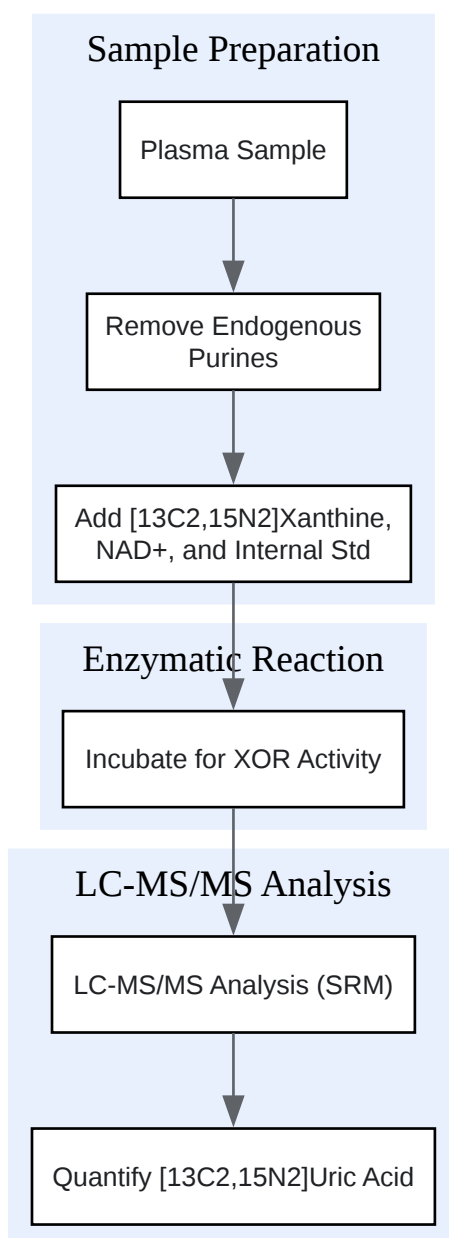 Sample Preparation
Plasma Sample
Remove Endogenous
Purines
Add [13C2,15N2]Xanthine,
NAD+, and Internal Std
Enzymatic Reaction
Incubate for XOR Activity
LC-MS/MS Analysis
LC-MS/MS Analysis (SRM)
Quantify [13C2,15N2]Uric Acid